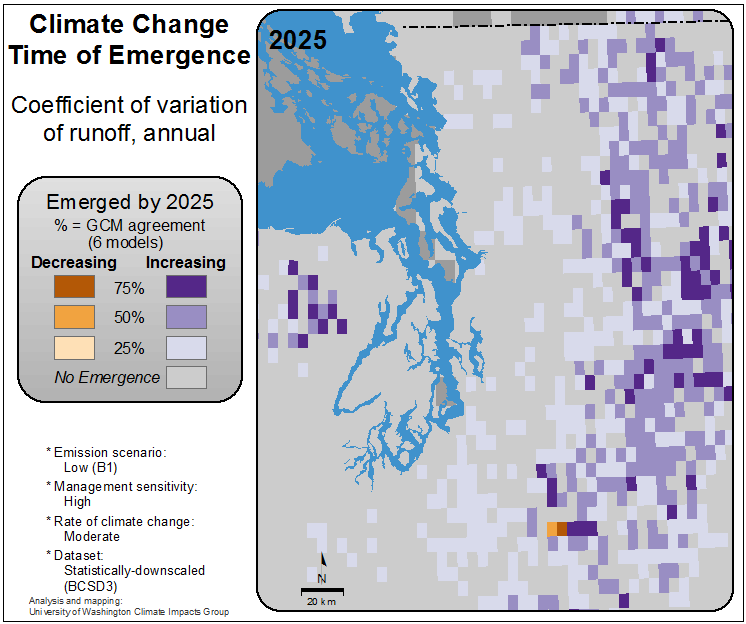 Climate Change
Time of Emergence
Coefficient of variation
of runoff, annual
Emerged by 2025
% = GCM agreement
(6 models)
Decreasing Increasing
75%
50%
25%
No Emergence
* Emission scenario:
Low (B1)
* Management sensitivity:
High
* Rate of climate change:
Moderate
* Dataset:
Statistically-downscaled
(BCSD3)
Analysis and mapping:
University of Washington Climate Impacts Group
2025
N
20 km